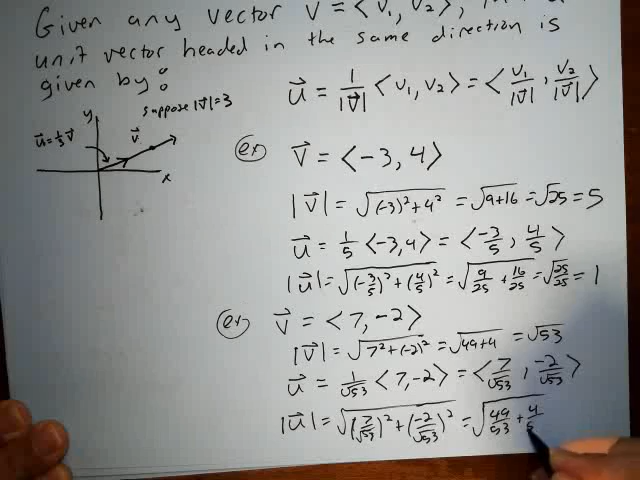 Given any vector V = ⟨V₁, V₂⟩,
unit vector headed in the same direction is
given by:
u⃗ = 1/|V⃗| ⟨V₁, V₂⟩ = ⟨V₁/|V⃗|, V₂/|V⃗|⟩
suppose |V⃗|=3
y
u⃗=⅓V⃗
V⃗
x
ex
V⃗ = ⟨-3, 4⟩
|V⃗| = √((-3)²+4²) = √(9+16) = √25 = 5
u⃗ = 1/5 ⟨-3,4⟩ = ⟨-3/5, 4/5⟩
|u⃗| = √((-3/5)²+(4/5)²) = √(9/25 + 16/25) = √(25/25) = 1
ex
V⃗ = ⟨7, -2⟩
|V⃗| = √(7²+(-2)²) = √(49+4) = √53
u⃗ = 1/√53 ⟨7,-2⟩ = ⟨7/√53, -2/√53⟩
|u⃗| = √((7/√53)²+(-2/√53)²) = √(49/53 + 4/5